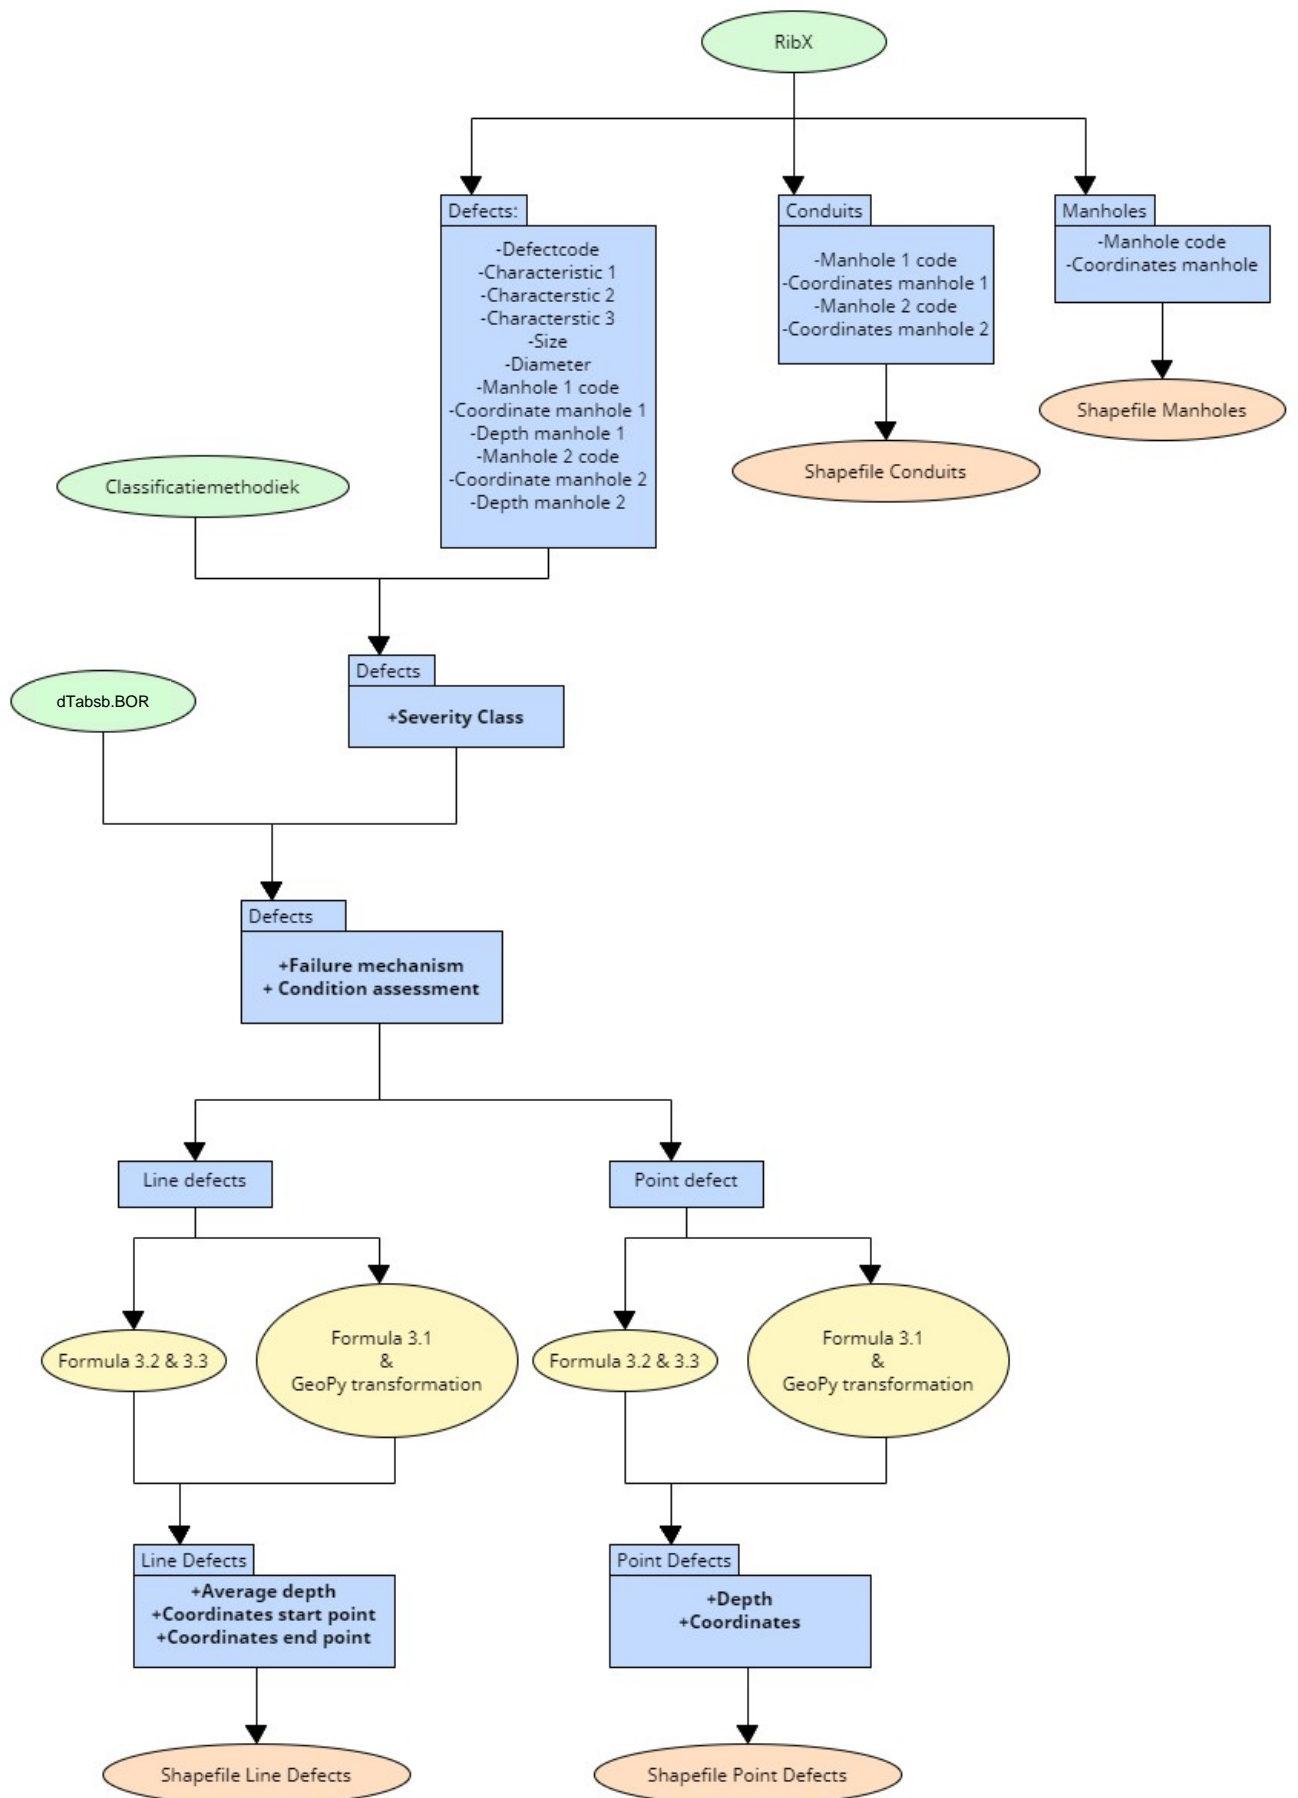 RibX
Defects:
-Defectcode
-Characteristic 1
-Characterstic 2
-Characterstic 3
-Size
-Diameter
-Manhole 1 code
-Coordinate manhole 1
-Depth manhole 1
-Manhole 2 code
-Coordinate manhole 2
-Depth manhole 2
Conduits
-Manhole 1 code
-Coordinates manhole 1
-Manhole 2 code
-Coordinates manhole 2
Manholes
-Manhole code
-Coordinates manhole
Shapefile Manholes
Shapefile Conduits
Classificatiemethodiek
Defects
+Severity Class
dTabsb.BOR
Defects
+Failure mechanism
+ Condition assessment
Line defects
Point defect
Formula 3.2 & 3.3
Formula 3.1
&
GeoPy transformation
Formula 3.2 & 3.3
Formula 3.1
&
GeoPy transformation
Line Defects
+Average depth
+Coordinates start point
+Coordinates end point
Point Defects
+Depth
+Coordinates
Shapefile Line Defects
Shapefile Point Defects